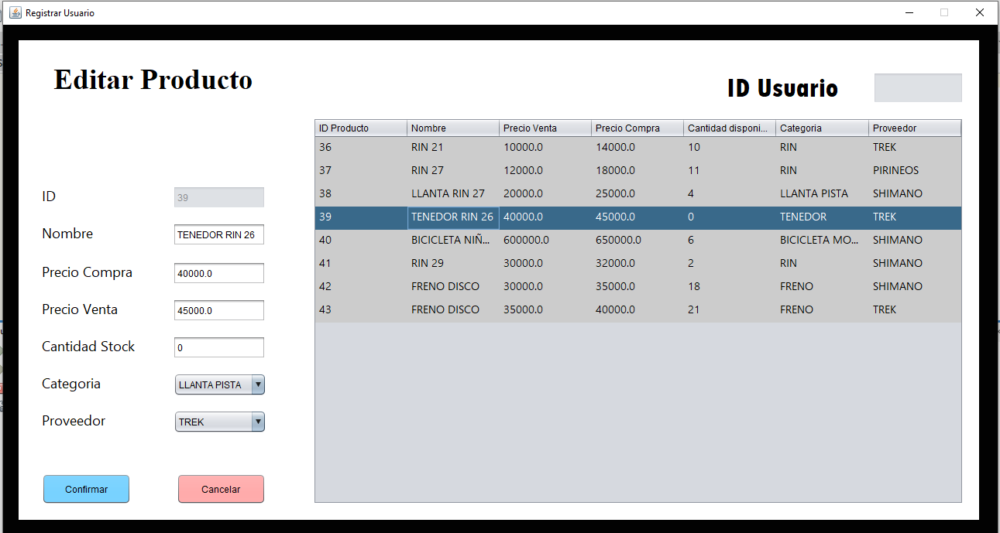 Registrar Usuario
Editar Producto
ID Usuario
ID 39
Nombre TENEDOR RIN 26
Precio Compra 40000.0
Precio Venta 45000.0
Cantidad Stock 0
Categoria LLANTA PISTA
Proveedor TREK
Confirmar Cancelar
ID Producto Nombre Precio Venta Precio Compra Cantidad disponi... Categoria Proveedor
36 RIN 21 10000.0 14000.0 10 RIN TREK
37 RIN 27 12000.0 18000.0 11 RIN PIRINEOS
38 LLANTA RIN 27 20000.0 25000.0 4 LLANTA PISTA SHIMANO
39 TENEDOR RIN 26 40000.0 45000.0 0 TENEDOR TREK
40 BICICLETA NIÑ... 600000.0 650000.0 6 BICICLETA MO... SHIMANO
41 RIN 29 30000.0 32000.0 2 RIN SHIMANO
42 FRENO DISCO 30000.0 35000.0 18 FRENO SHIMANO
43 FRENO DISCO 35000.0 40000.0 21 FRENO TREK